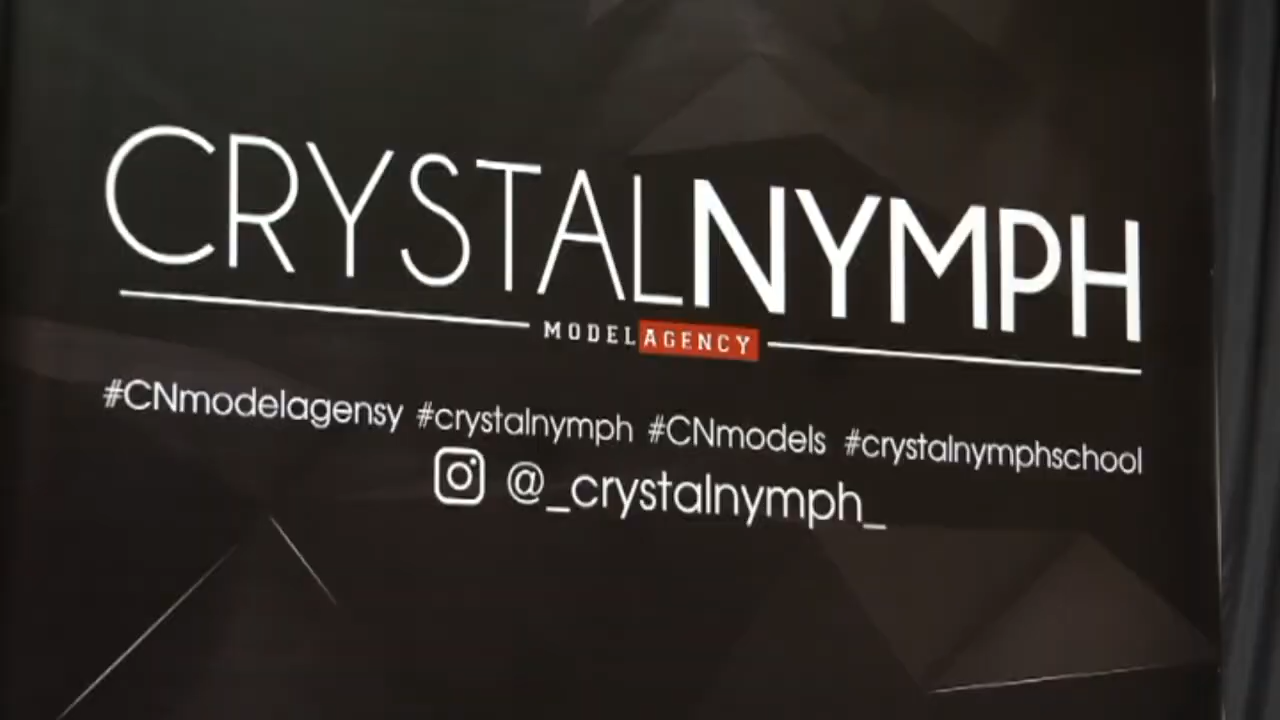 CRYSTALNYMPH
MODEL AGENCY
#CNmodelagensy #crystalnymph #CNmodels #crystalnymphschool
@_crystalnymph_